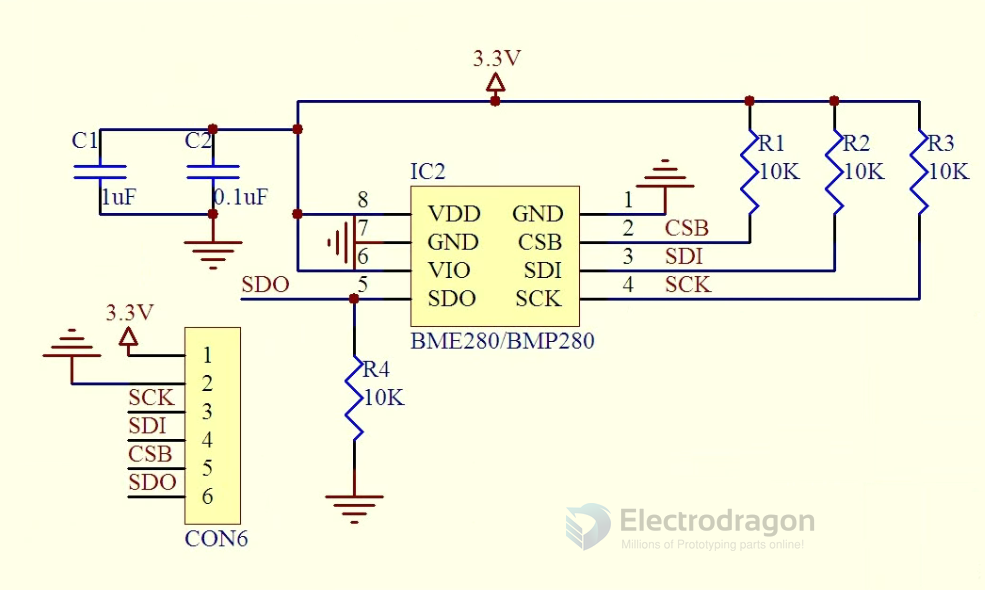 3.3V
C1
C2
R1
R2
R3
10K
10K
10K
IC2
1uF
0.1uF
8
VDD
GND
1
7
GND
CSB
2
CSB
6
VIO
SDI
3
SDI
SDO
5
SDO
SCK
4
SCK
BME280/BMP280
3.3V
1
2
SCK
3
SDI
4
CSB
5
SDO
6
CON6
R4
10K
Electrodragon
Millions of Prototyping parts online!